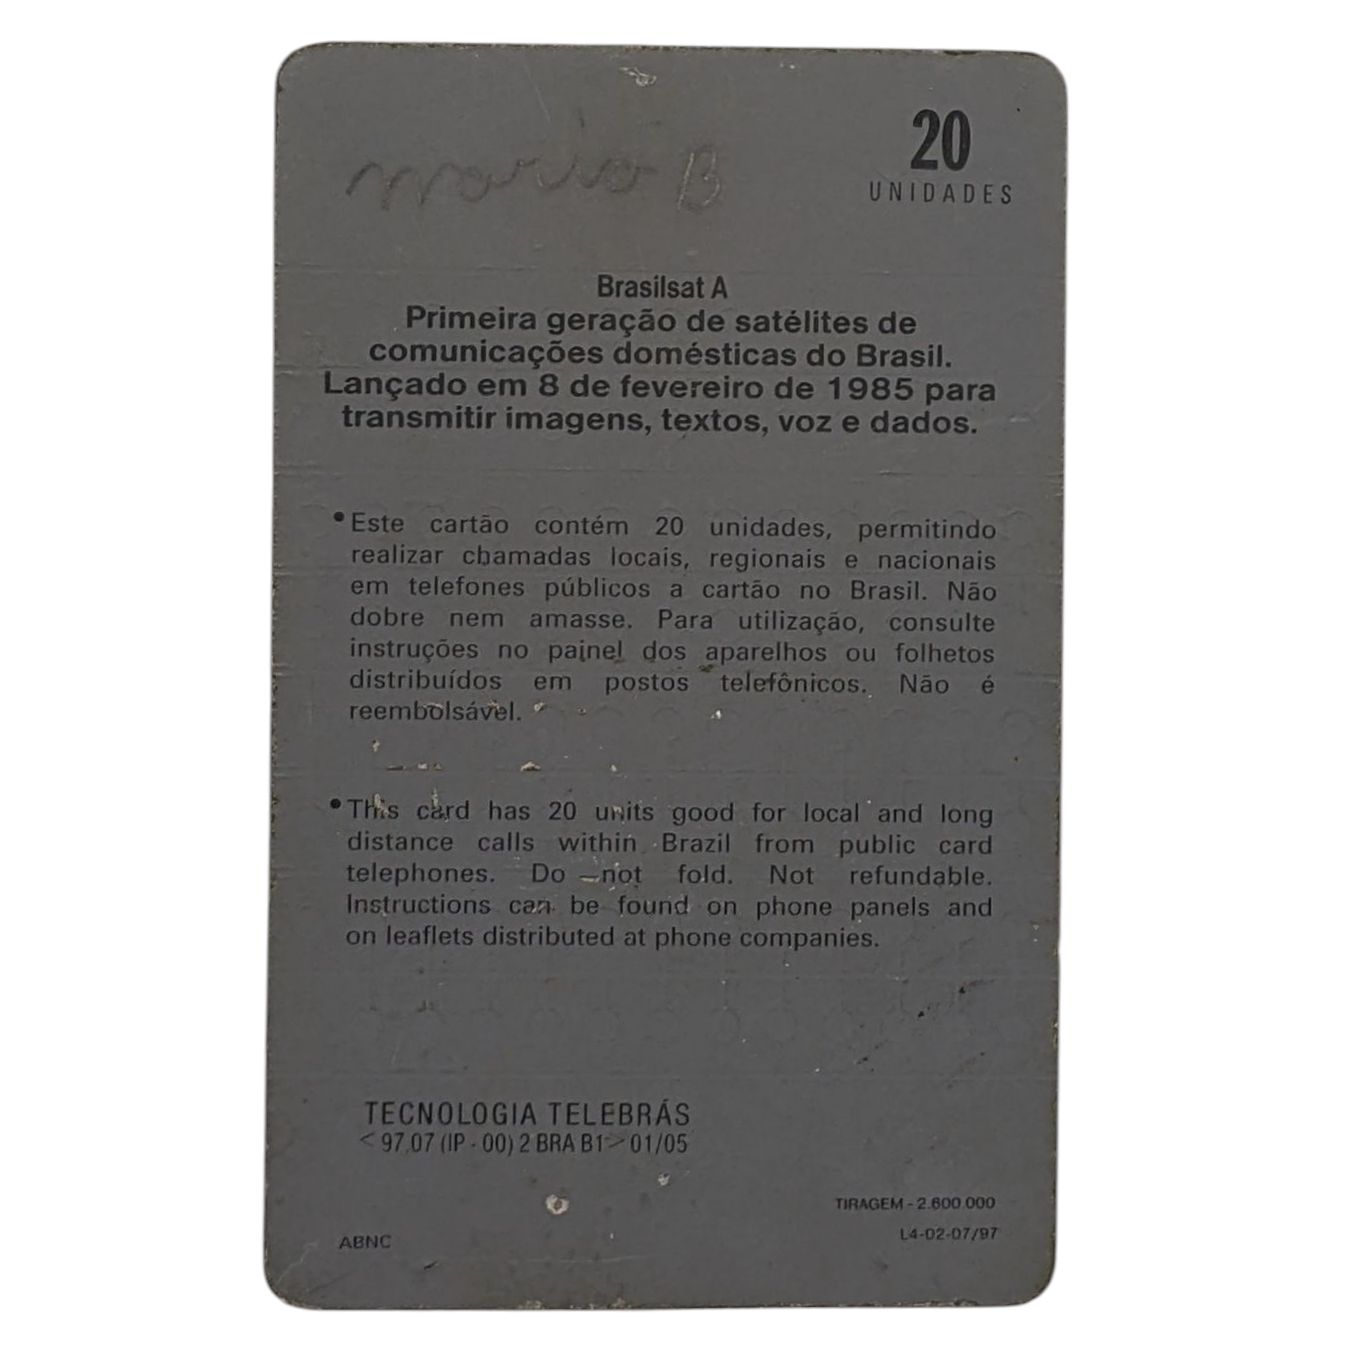 20
UNIDADES
mario B
Brasilsat A
Primeira geração de satélites de
comunicações domésticas do Brasil.
Lançado em 8 de fevereiro de 1985 para
transmitir imagens, textos, voz e dados.
•Este cartão contém 20 unidades, permitindo
realizar chamadas locais, regionais e nacionais
em telefones públicos a cartão no Brasil. Não
dobre nem amasse. Para utilização, consulte
instruções no painel dos aparelhos ou folhetos
distribuídos em postos telefônicos. Não é
reembolsável.
•This card has 20 units good for local and long
distance calls within Brazil from public card
telephones. Do not fold. Not refundable.
Instructions can be found on phone panels and
on leaflets distributed at phone companies.
TECNOLOGIA TELEBRÁS
< 97,07 (IP - 00) 2 BRA B1 > 01/05
TIRAGEM - 2.600.000
L4-02-07/97
ABNC